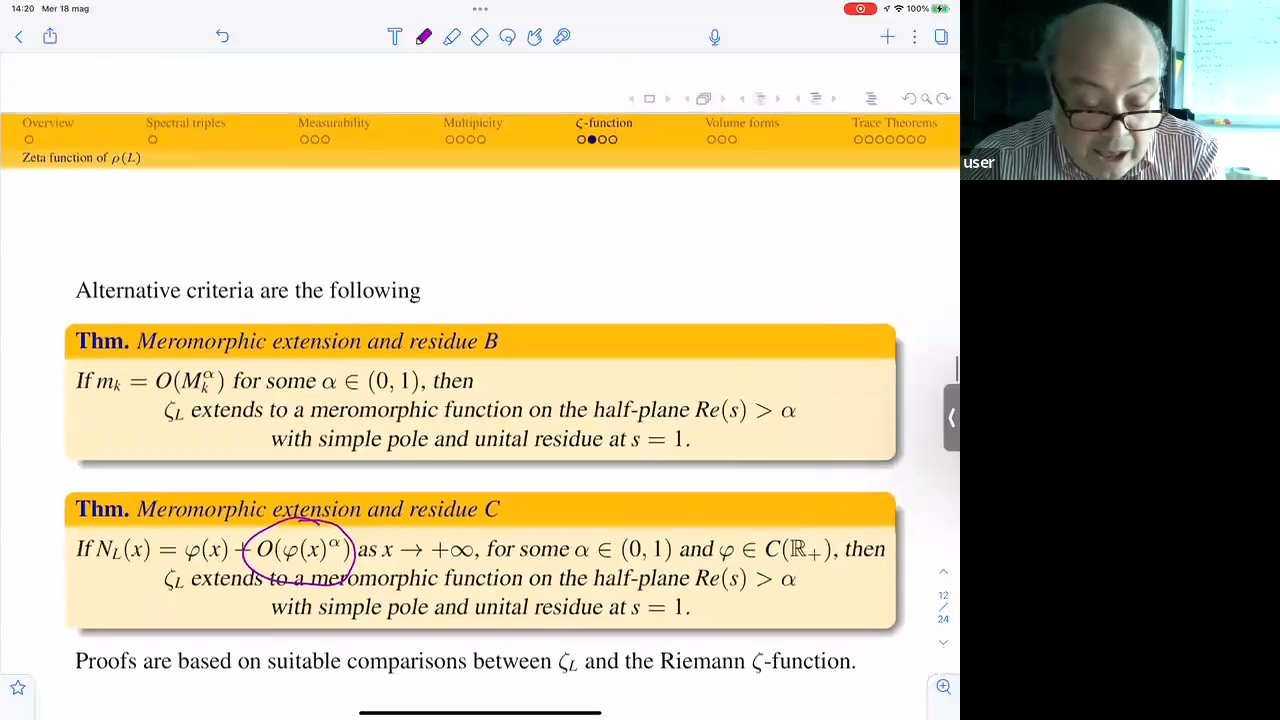 14:20 Mer 18 mag
100%
Overview Spectral triples Measurability Multipicity ζ-function Volume forms Trace Theorems
Zeta function of ρ(L)
user
Alternative criteria are the following
Thm. Meromorphic extension and residue B
If mₖ = O(Mₖ^α) for some α ∈ (0, 1), then
ζ_L extends to a meromorphic function on the half-plane Re(s) > α
with simple pole and unital residue at s = 1.
Thm. Meromorphic extension and residue C
If N_L(x) = φ(x) + O(φ(x)^α) as x → +∞, for some α ∈ (0, 1) and φ ∈ C(ℝ₊), then
ζ_L extends to a meromorphic function on the half-plane Re(s) > α
with simple pole and unital residue at s = 1.
Proofs are based on suitable comparisons between ζ_L and the Riemann ζ-function.
12
/
24